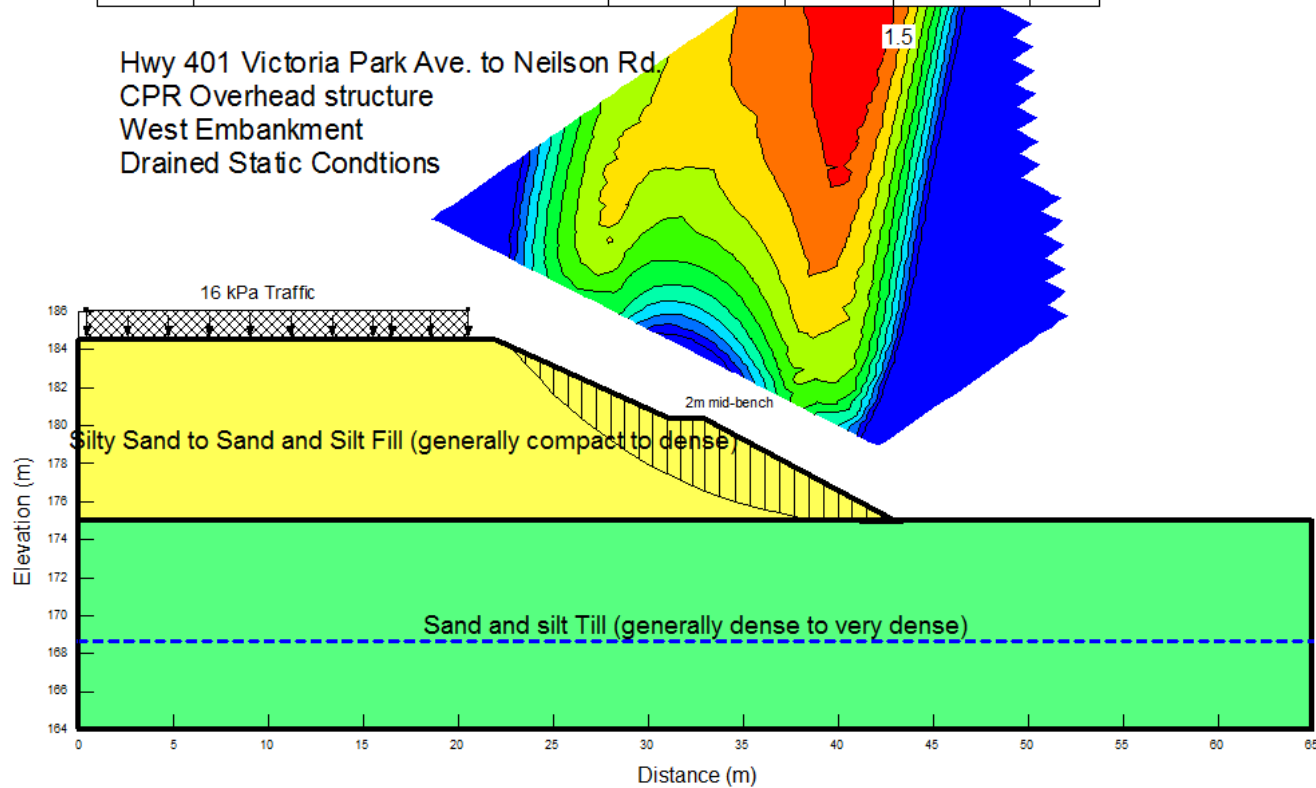 1.5
Hwy 401 Victoria Park Ave. to Neilson Rd.
CPR Overhead structure
West Embankment
Drained Static Condtions
16 kPa Traffic
2m mid-bench
Silty Sand to Sand and Silt Fill (generally compact to dense)
Sand and silt Till (generally dense to very dense)
Elevation (m)
186
184
182
180
178
176
174
172
170
168
166
164
0 5 10 15 20 25 30 35 40 45 50 55 60 65
Distance (m)